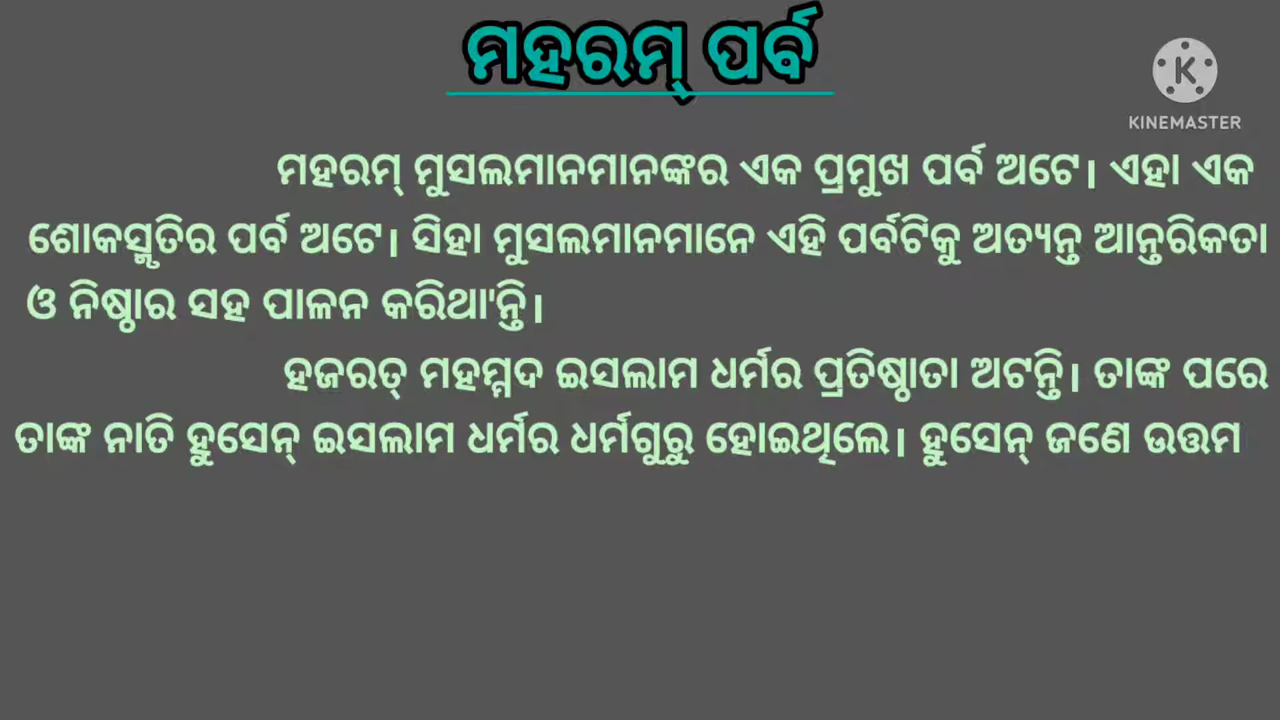 ମହରମ୍ ପର୍ବ
KINEMASTER
ମହରମ୍ ମୁସଲମାନମାନଙ୍କର ଏକ ପ୍ରମୁଖ ପର୍ବ ଅଟେ। ଏହା ଏକ
ଶୋକସ୍ମୃତିର ପର୍ବ ଅଟେ। ସିହା ମୁସଲମାନମାନେ ଏହି ପର୍ବଟିକୁ ଅତ୍ୟନ୍ତ ଆନ୍ତରିକତା
ଓ ନିଷ୍ଠାର ସହ ପାଳନ କରିଥା'ନ୍ତି।
ହଜରତ୍ ମହମ୍ମଦ ଇସଲାମ ଧର୍ମର ପ୍ରତିଷ୍ଠାତା ଅଟନ୍ତି। ତାଙ୍କ ପରେ
ତାଙ୍କ ନାତି ହୁସେନ୍ ଇସଲାମ ଧର୍ମର ଧର୍ମଗୁରୁ ହୋଇଥିଲେ। ହୁସେନ୍ ଜଣେ ଉତ୍ତମ